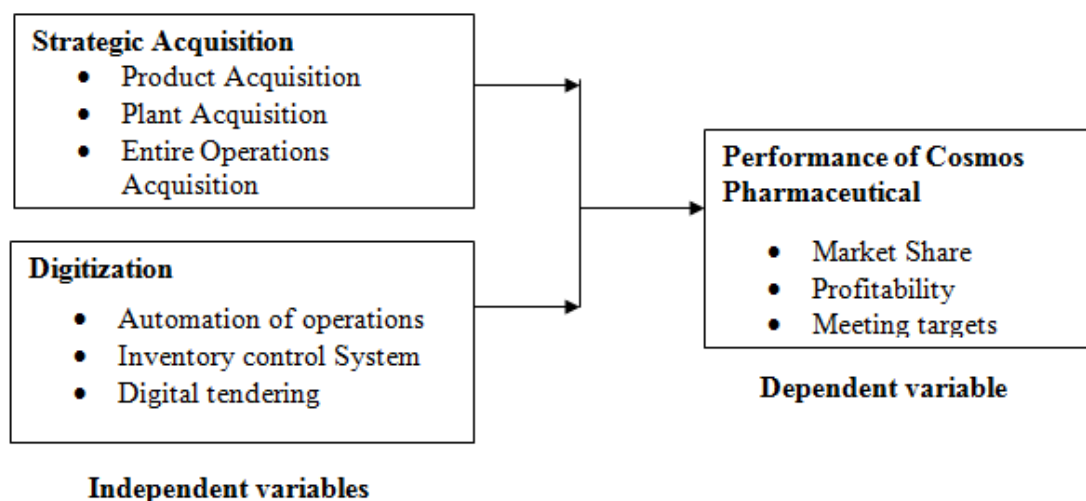 Strategic Acquisition
• Product Acquisition
• Plant Acquisition
• Entire Operations
Acquisition
Digitization
• Automation of operations
• Inventory control System
• Digital tendering
Independent variables
Performance of Cosmos
Pharmaceutical
• Market Share
• Profitability
• Meeting targets
Dependent variable